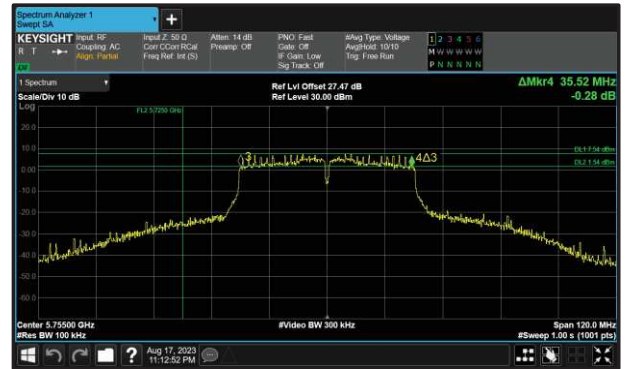 Spectrum Analyzer 1
Swept SA
+
KEYSIGHT
R T
Input: RF
Coupling: AC
Align: Partial
Input Z: 50 Ω
Corr CCorr RCal
Freq Ref: Int (S)
Atten: 14 dB
Preamp: Off
PNO: Fast
Gate: Off
IF Gain: Low
Sig Track: Off
#Avg Type: Voltage
Avg|Hold: 10/10
Trig: Free Run
1 2 3 4 5 6
M W W W W W
P N N N N N
1 Spectrum
Scale/Div 10 dB
Log
Ref Lvl Offset 27.47 dB
Ref Level 30.00 dBm
ΔMkr4 35.52 MHz
-0.28 dB
FL2 5.7250 GHz
20.0
10.0
0.00
-10.0
-20.0
-30.0
-40.0
-50.0
-60.0
3
4Δ3
DL1 7.54 dBm
DL2 1.54 dBm
Center 5.75500 GHz
#Res BW 100 kHz
#Video BW 300 kHz
Span 120.0 MHz
#Sweep 1.00 s (1001 pts)
?
Aug 17, 2023
11:12:52 PM